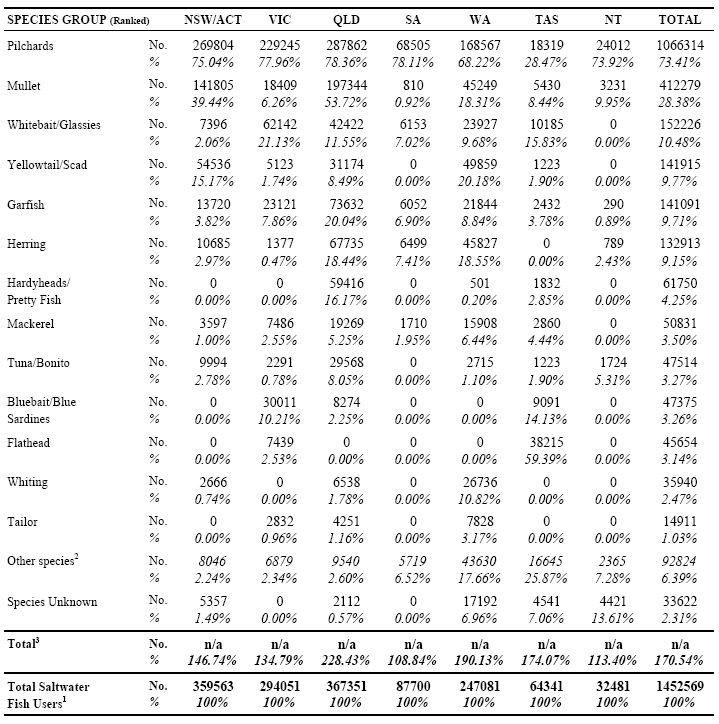 SPECIES GROUP (Ranked) NSW/ACT VIC QLD SA WA TAS NT TOTAL
Pilchards No. 269804 229245 287862 68505 168567 18319 24012 1066314
% 75.04% 77.96% 78.36% 78.11% 68.22% 28.47% 73.92% 73.41%
Mullet No. 141805 18409 197344 810 45249 5430 3231 412279
% 39.44% 6.26% 53.72% 0.92% 18.31% 8.44% 9.95% 28.38%
Whitebait/Glassies No. 7396 62142 42422 6153 23927 10185 0 152226
% 2.06% 21.13% 11.55% 7.02% 9.68% 15.83% 0.00% 10.48%
Yellowtail/Scad No. 54536 5123 31174 0 49859 1223 0 141915
% 15.17% 1.74% 8.49% 0.00% 20.18% 1.90% 0.00% 9.77%
Garfish No. 13720 23121 73632 6052 21844 2432 290 141091
% 3.82% 7.86% 20.04% 6.90% 8.84% 3.78% 0.89% 9.71%
Herring No. 10685 1377 67735 6499 45827 0 789 132913
% 2.97% 0.47% 18.44% 7.41% 18.55% 0.00% 2.43% 9.15%
Hardyheads/ No. 0 0 59416 0 501 1832 0 61750
Pretty Fish % 0.00% 0.00% 16.17% 0.00% 0.20% 2.85% 0.00% 4.25%
Mackerel No. 3597 7486 19269 1710 15908 2860 0 50831
% 1.00% 2.55% 5.25% 1.95% 6.44% 4.44% 0.00% 3.50%
Tuna/Bonito No. 9994 2291 29568 0 2715 1223 1724 47514
% 2.78% 0.78% 8.05% 0.00% 1.10% 1.90% 5.31% 3.27%
Bluebait/Blue No. 0 30011 8274 0 0 9091 0 47375
Sardines % 0.00% 10.21% 2.25% 0.00% 0.00% 14.13% 0.00% 3.26%
Flathead No. 0 7439 0 0 0 38215 0 45654
% 0.00% 2.53% 0.00% 0.00% 0.00% 59.39% 0.00% 3.14%
Whiting No. 2666 0 6538 0 26736 0 0 35940
% 0.74% 0.00% 1.78% 0.00% 10.82% 0.00% 0.00% 2.47%
Tailor No. 0 2832 4251 0 7828 0 0 14911
% 0.00% 0.96% 1.16% 0.00% 3.17% 0.00% 0.00% 1.03%
Other species² No. 8046 6879 9540 5719 43630 16645 2365 92824
% 2.24% 2.34% 2.60% 6.52% 17.66% 25.87% 7.28% 6.39%
Species Unknown No. 5357 0 2112 0 17192 4541 4421 33622
% 1.49% 0.00% 0.57% 0.00% 6.96% 7.06% 13.61% 2.31%
Total³ No. n/a n/a n/a n/a n/a n/a n/a n/a
% 146.74% 134.79% 228.43% 108.84% 190.13% 174.07% 113.40% 170.54%
Total Saltwater No. 359563 294051 367351 87700 247081 64341 32481 1452569
Fish Users¹ % 100% 100% 100% 100% 100% 100% 100% 100%